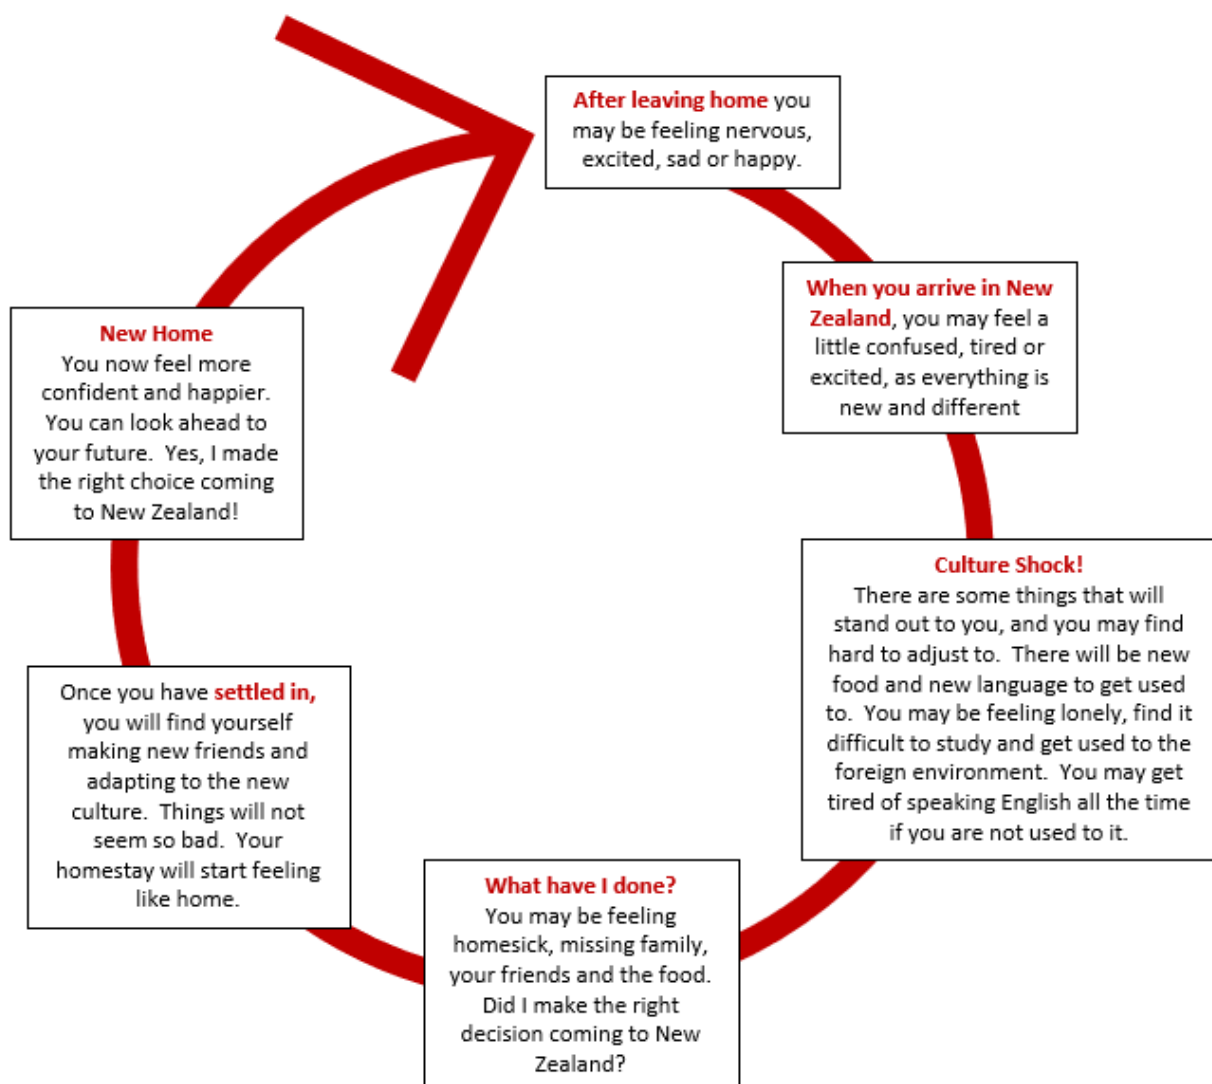 After leaving home you
may be feeling nervous,
excited, sad or happy.
When you arrive in New
Zealand, you may feel a
little confused, tired or
excited, as everything is
new and different
Culture Shock!
There are some things that will
stand out to you, and you may find
hard to adjust to.  There will be new
food and new language to get used
to.  You may be feeling lonely, find it
difficult to study and get used to the
foreign environment.  You may get
tired of speaking English all the time
if you are not used to it.
What have I done?
You may be feeling
homesick, missing family,
your friends and the food.
Did I make the right
decision coming to New
Zealand?
Once you have settled in,
you will find yourself
making new friends and
adapting to the new
culture.  Things will not
seem so bad.  Your
homestay will start feeling
like home.
New Home
You now feel more
confident and happier.
You can look ahead to
your future.  Yes, I made
the right choice coming
to New Zealand!